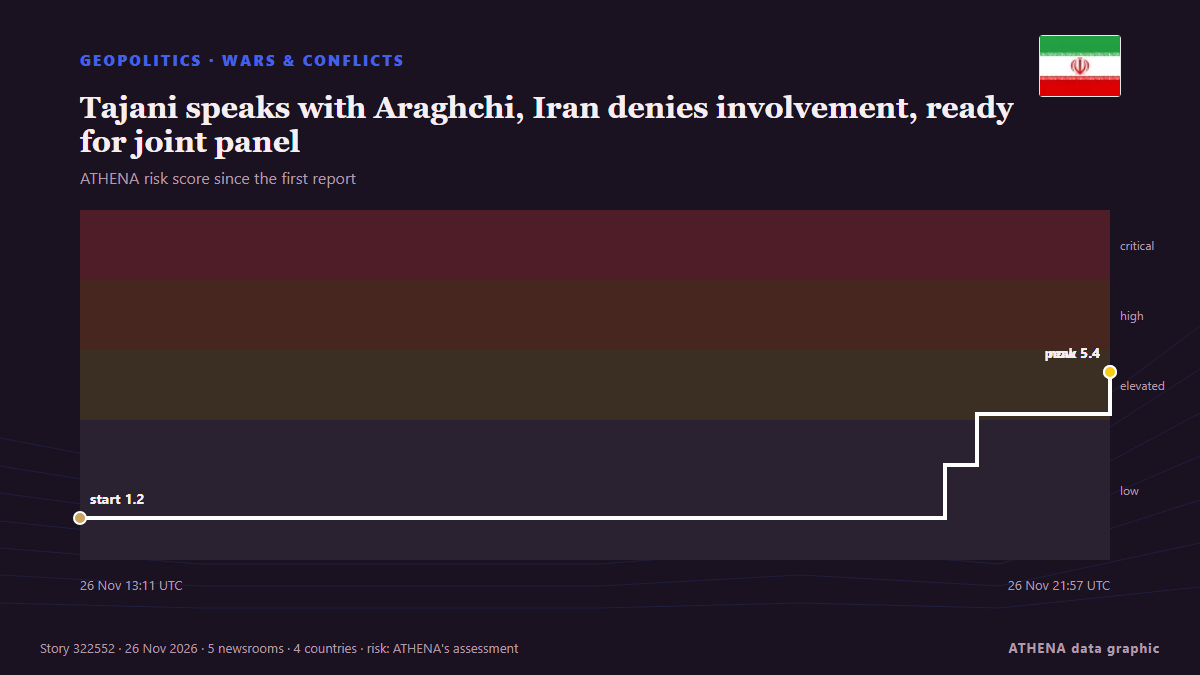 GEOPOLITICS · WARS & CONFLICTS
Tajani speaks with Araghchi, Iran denies involvement, ready
for joint panel
ATHENA risk score since the first report
critical
high
5.4
elevated
start 1.2
low
26 Nov 13:11 UTC
26 Nov 21:57 UTC
Story 322552 · 26 Nov 2026 · 5 newsrooms · 4 countries · risk: ATHENA's assessment
ATHENA data graphic